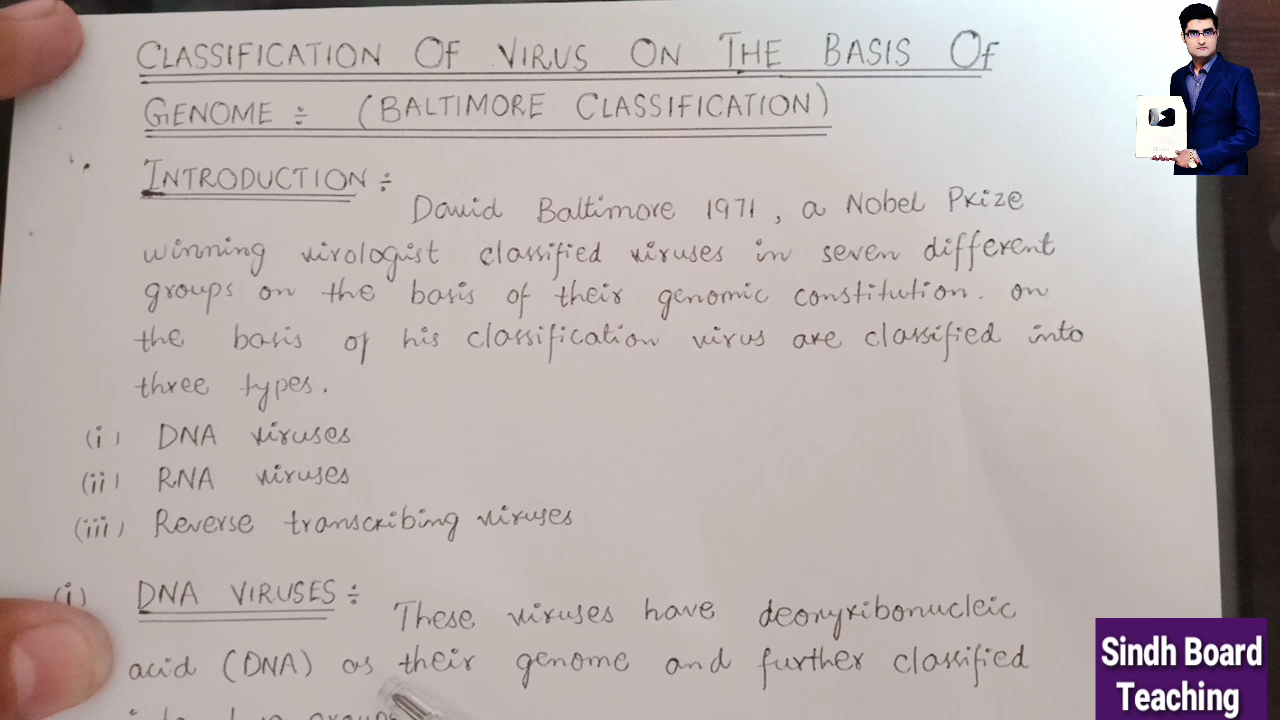 CLASSIFICATION OF VIRUS ON THE BASIS OF
GENOME ÷ (BALTIMORE CLASSIFICATION)
INTRODUCTION ÷
David Baltimore 1971, a Nobel Prize
winning virologist classified viruses in seven different
groups on the basis of their genomic constitution. on
the basis of his classification virus are classified into
three types.
(i) DNA viruses
(ii) RNA viruses
(iii) Reverse transcribing viruses
(i) DNA VIRUSES ÷
These viruses have deoxyribonucleic
acid (DNA) as their genome and further classified
Sindh Board
Teaching